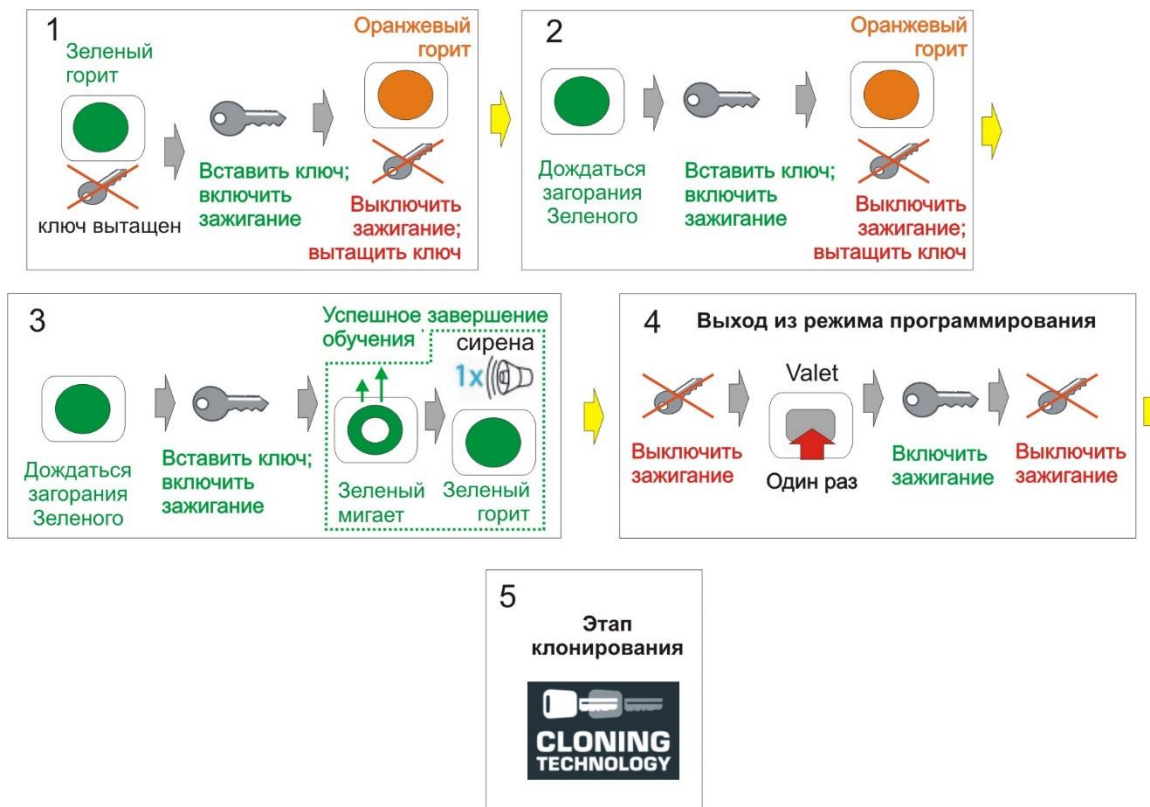 1
Зеленый
горит
ключ вытащен
Вставить ключ;
включить
зажигание
Оранжевый
горит
Выключить
зажигание;
вытащить ключ
2
Дождаться
загорания
Зеленого
Вставить ключ;
включить
зажигание
Оранжевый
горит
Выключить
зажигание;
вытащить ключ
3
Дождаться
загорания
Зеленого
Вставить ключ;
включить
зажигание
Успешное завершение
обучения
сирена
1x
Зеленый
мигает
Зеленый
горит
4
Выход из режима программирования
Выключить
зажигание
Valet
Один раз
Включить
зажигание
Выключить
зажигание
5
Этап
клонирования
CLONING
TECHNOLOGY